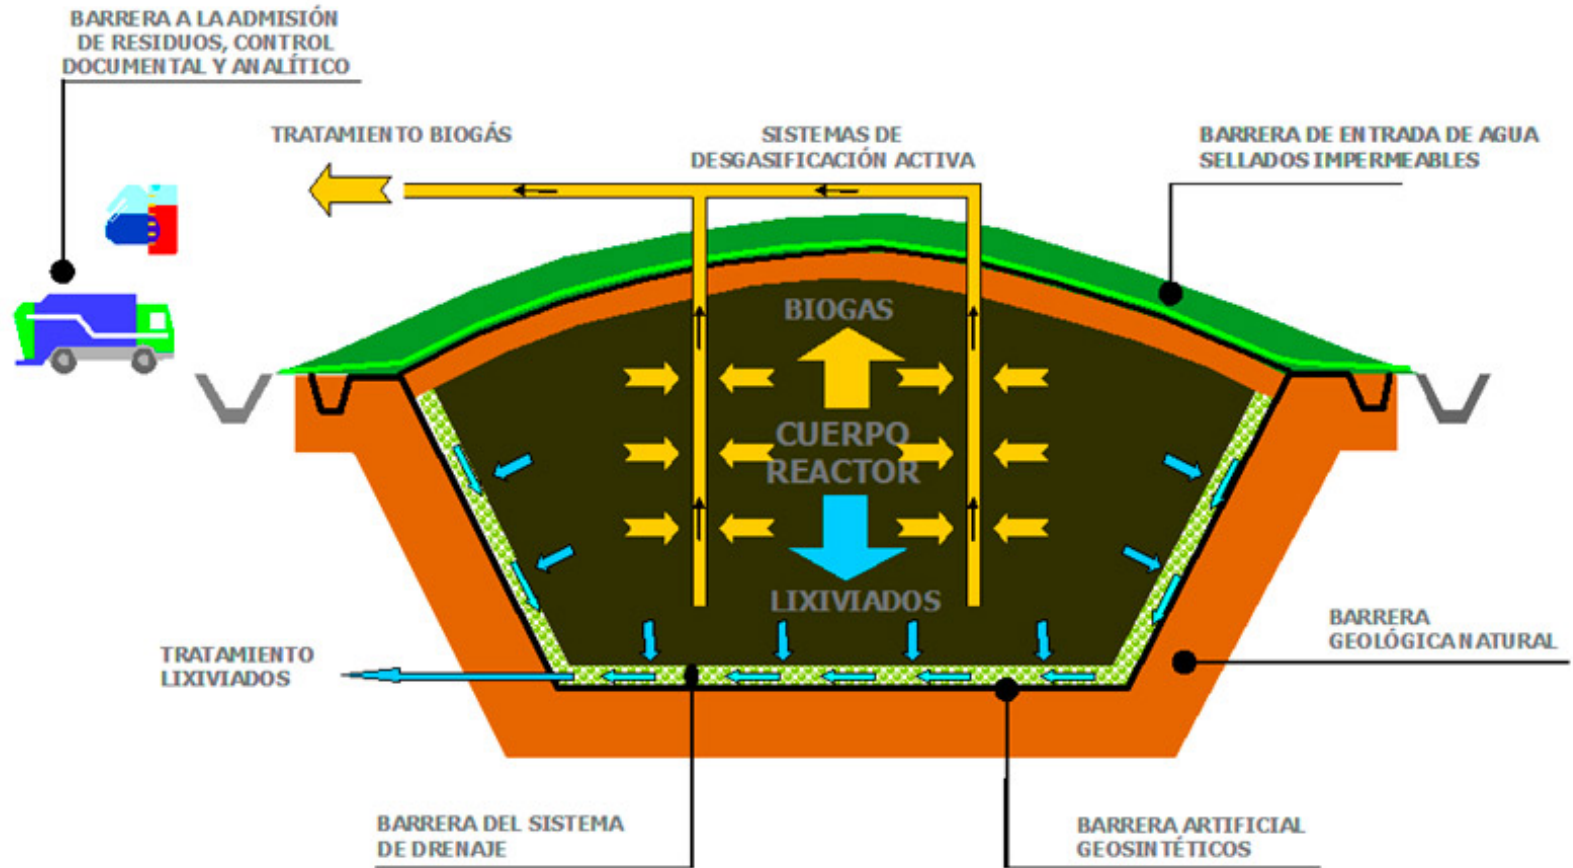 BARRERA A LA ADMISIÓN
DE RESIDUOS, CONTROL
DOCUMENTAL Y ANALÍTICO
TRATAMIENTO BIOGÁS
SISTEMAS DE
DESGASIFICACIÓN ACTIVA
BARRERA DE ENTRADA DE AGUA
SELLADOS IMPERMEABLES
BIOGAS
CUERPO
REACTOR
LIXIVIADOS
TRATAMIENTO
LIXIVIADOS
BARRERA
GEOLÓGICA NATURAL
BARRERA DEL SISTEMA
DE DRENAJE
BARRERA ARTIFICIAL
GEOSINTÉTICOS